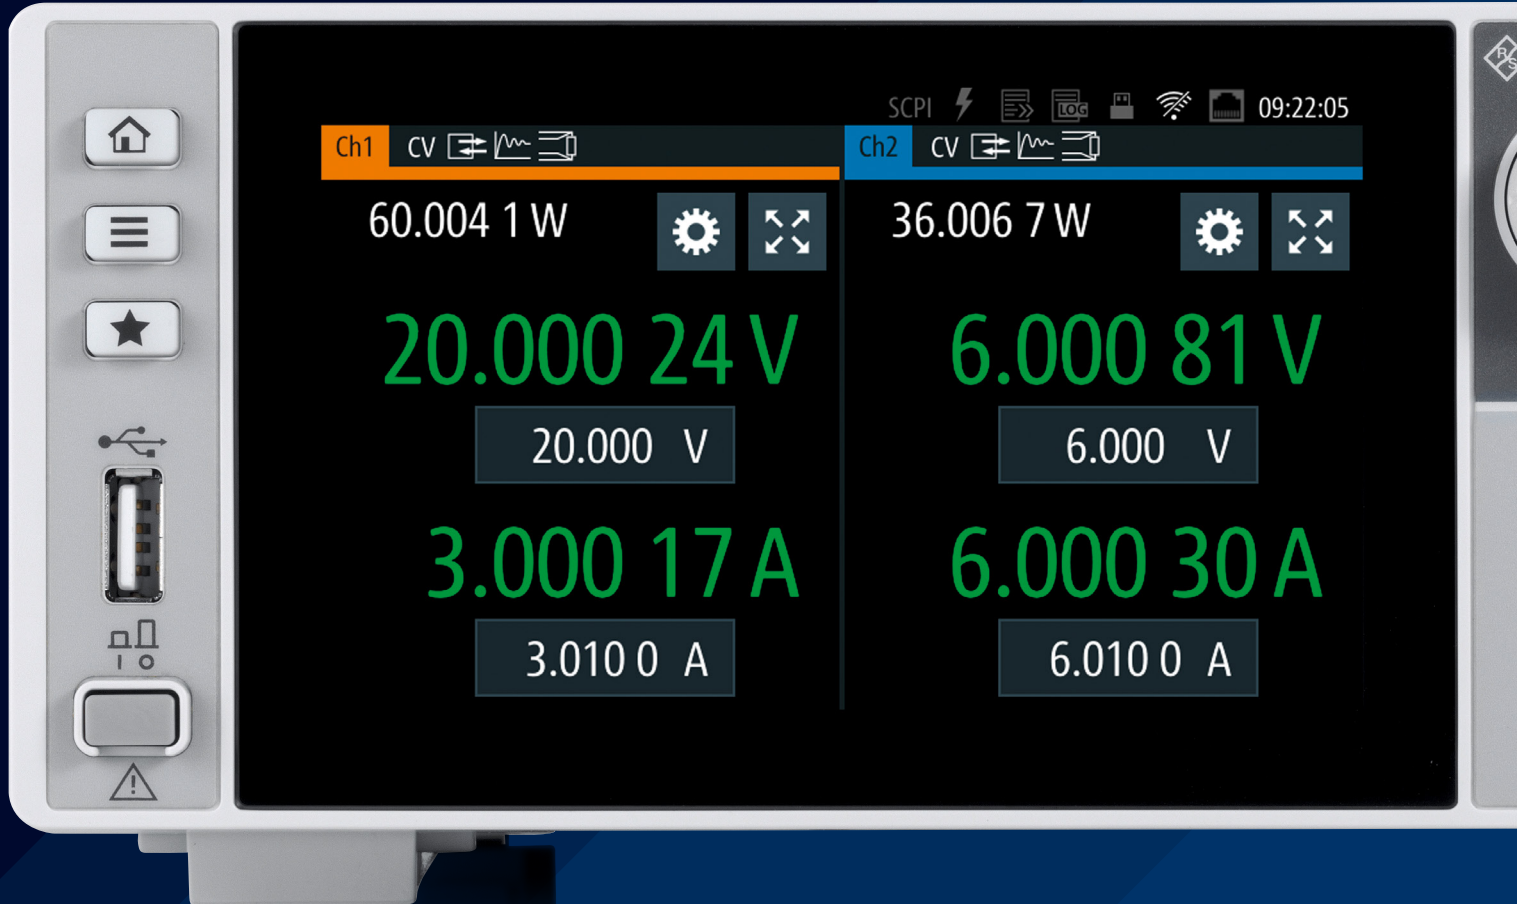 R&S
SCPI LOG 09:22:05
Ch1 CV
Ch2 CV
60.004 1 W
36.006 7 W
20.000 24 V
6.000 81 V
20.000 V
6.000 V
3.000 17 A
6.000 30 A
3.010 0 A
6.010 0 A